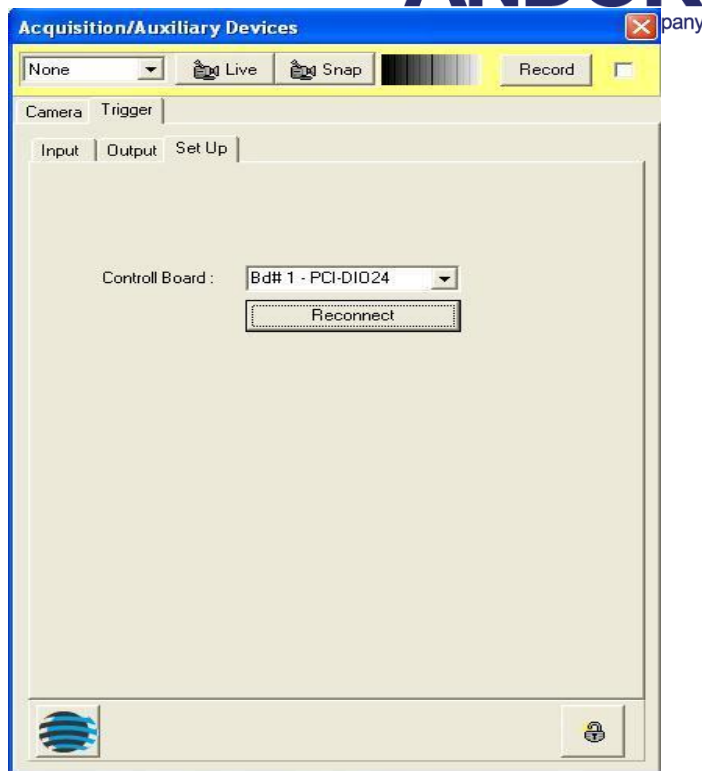 ANDOR
pany
Acquisition/Auxiliary Devices
None Live Snap Record
Camera Trigger
Input Output Set Up
Controll Board : Bd# 1 - PCI-DIO24
Reconnect